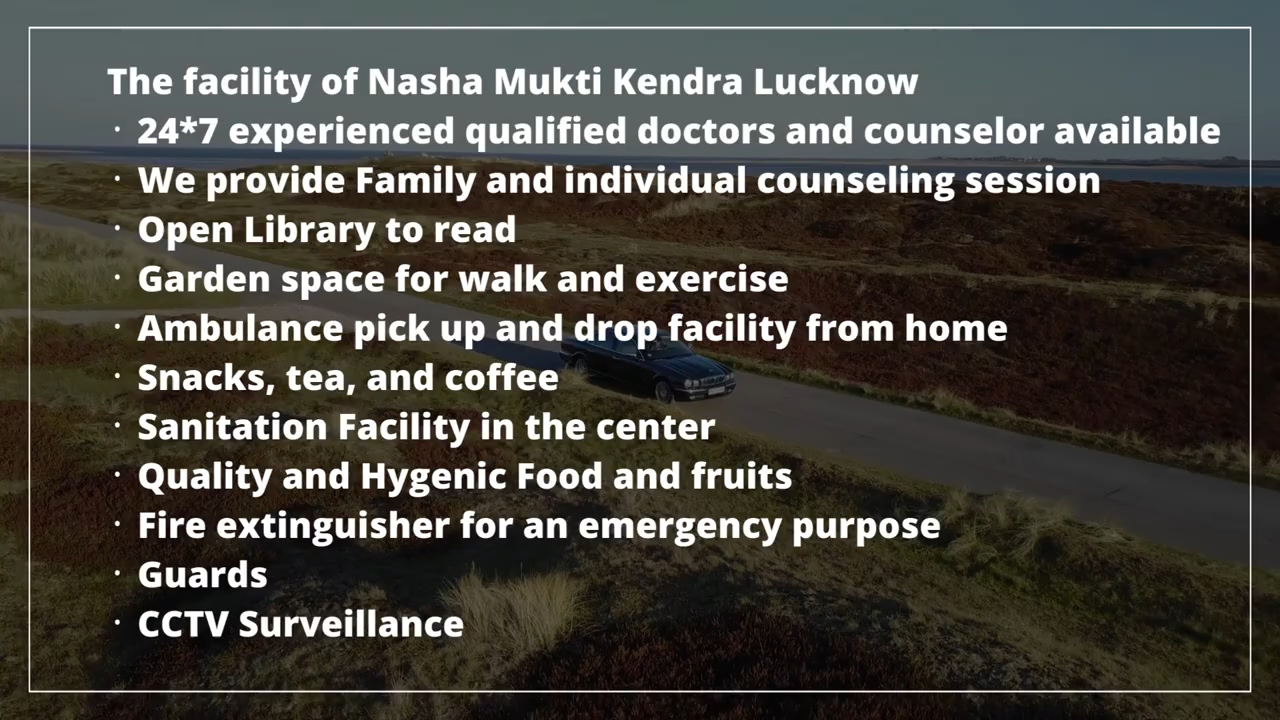 The facility of Nasha Mukti Kendra Lucknow
· 24*7 experienced qualified doctors and counselor available
· We provide Family and individual counseling session
· Open Library to read
· Garden space for walk and exercise
· Ambulance pick up and drop facility from home
· Snacks, tea, and coffee
· Sanitation Facility in the center
· Quality and Hygenic Food and fruits
· Fire extinguisher for an emergency purpose
· Guards
· CCTV Surveillance